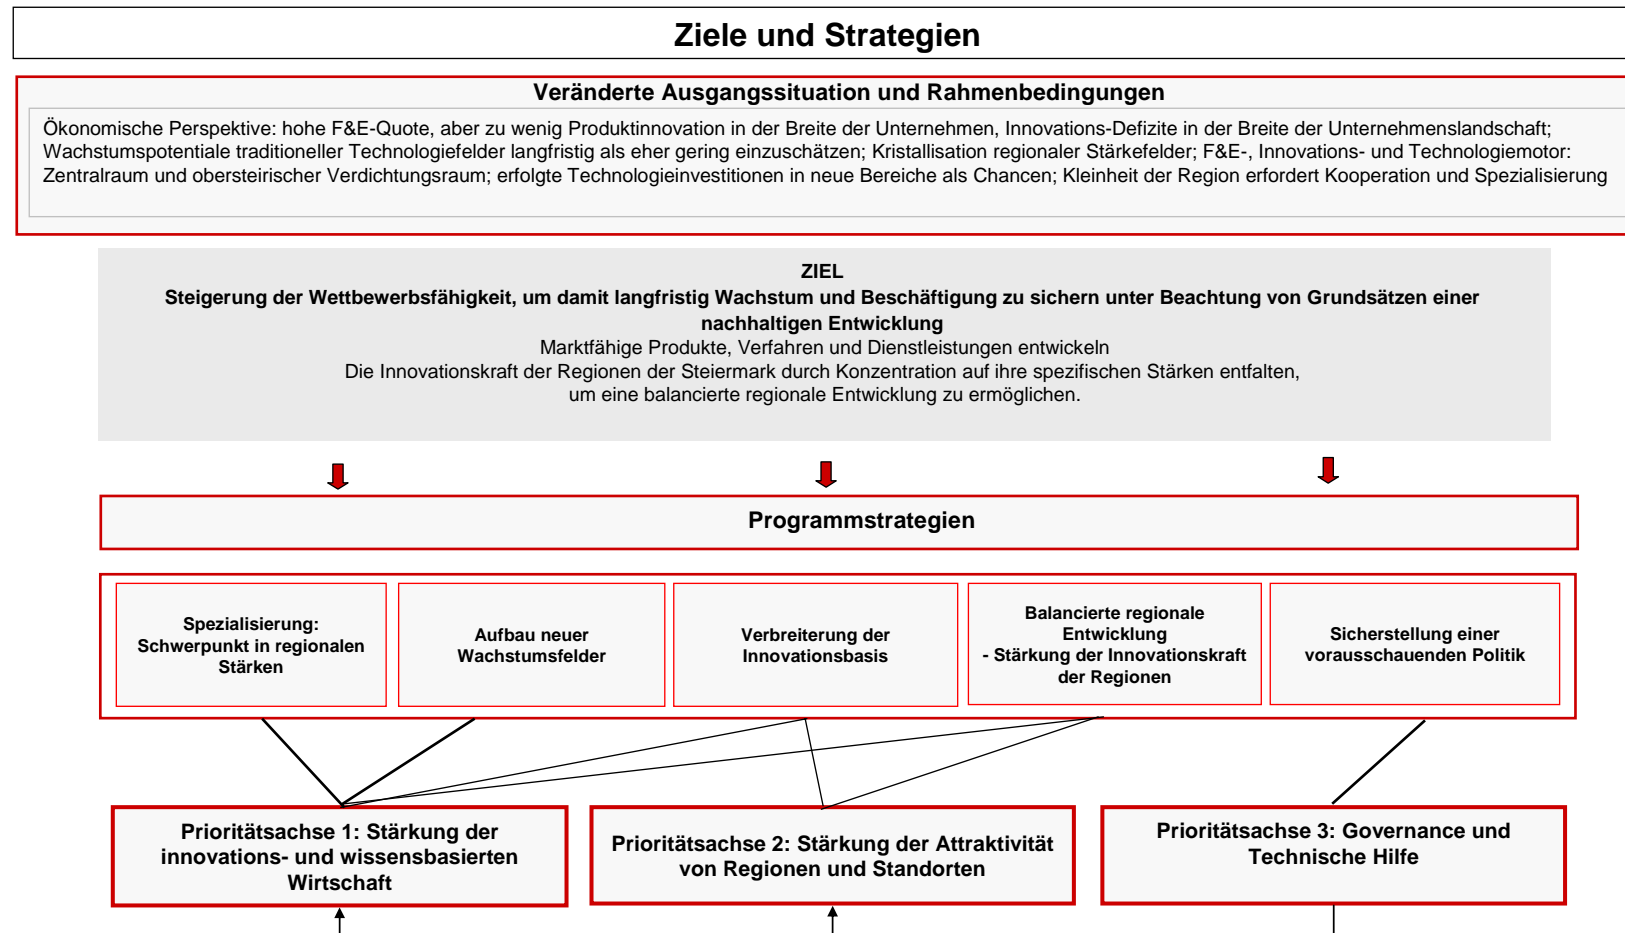 Ziele und Strategien
Veränderte Ausgangssituation und Rahmenbedingungen
Ökonomische Perspektive: hohe F&E-Quote, aber zu wenig Produktinnovation in der Breite der Unternehmen, Innovations-Defizite in der Breite der Unternehmenslandschaft;
Wachstumspotentiale traditioneller Technologiefelder langfristig als eher gering einzuschätzen; Kristallisation regionaler Stärkefelder; F&E-, Innovations- und Technologiemotor:
Zentralraum und obersteirischer Verdichtungsraum; erfolgte Technologieinvestitionen in neue Bereiche als Chancen; Kleinheit der Region erfordert Kooperation und Spezialisierung
ZIEL
Steigerung der Wettbewerbsfähigkeit, um damit langfristig Wachstum und Beschäftigung zu sichern unter Beachtung von Grundsätzen einer
nachhaltigen Entwicklung
Marktfähige Produkte, Verfahren und Dienstleistungen entwickeln
Die Innovationskraft der Regionen der Steiermark durch Konzentration auf ihre spezifischen Stärken entfalten,
um eine balancierte regionale Entwicklung zu ermöglichen.
Programmstrategien
Spezialisierung:
Schwerpunkt in regionalen
Stärken
Aufbau neuer
Wachstumsfelder
Verbreiterung der
Innovationsbasis
Balancierte regionale
Entwicklung
- Stärkung der Innovationskraft
der Regionen
Sicherstellung einer
vorausschauenden Politik
Prioritätsachse 1: Stärkung der
innovations- und wissensbasierten
Wirtschaft
Prioritätsachse 2: Stärkung der Attraktivität
von Regionen und Standorten
Prioritätsachse 3: Governance und
Technische Hilfe